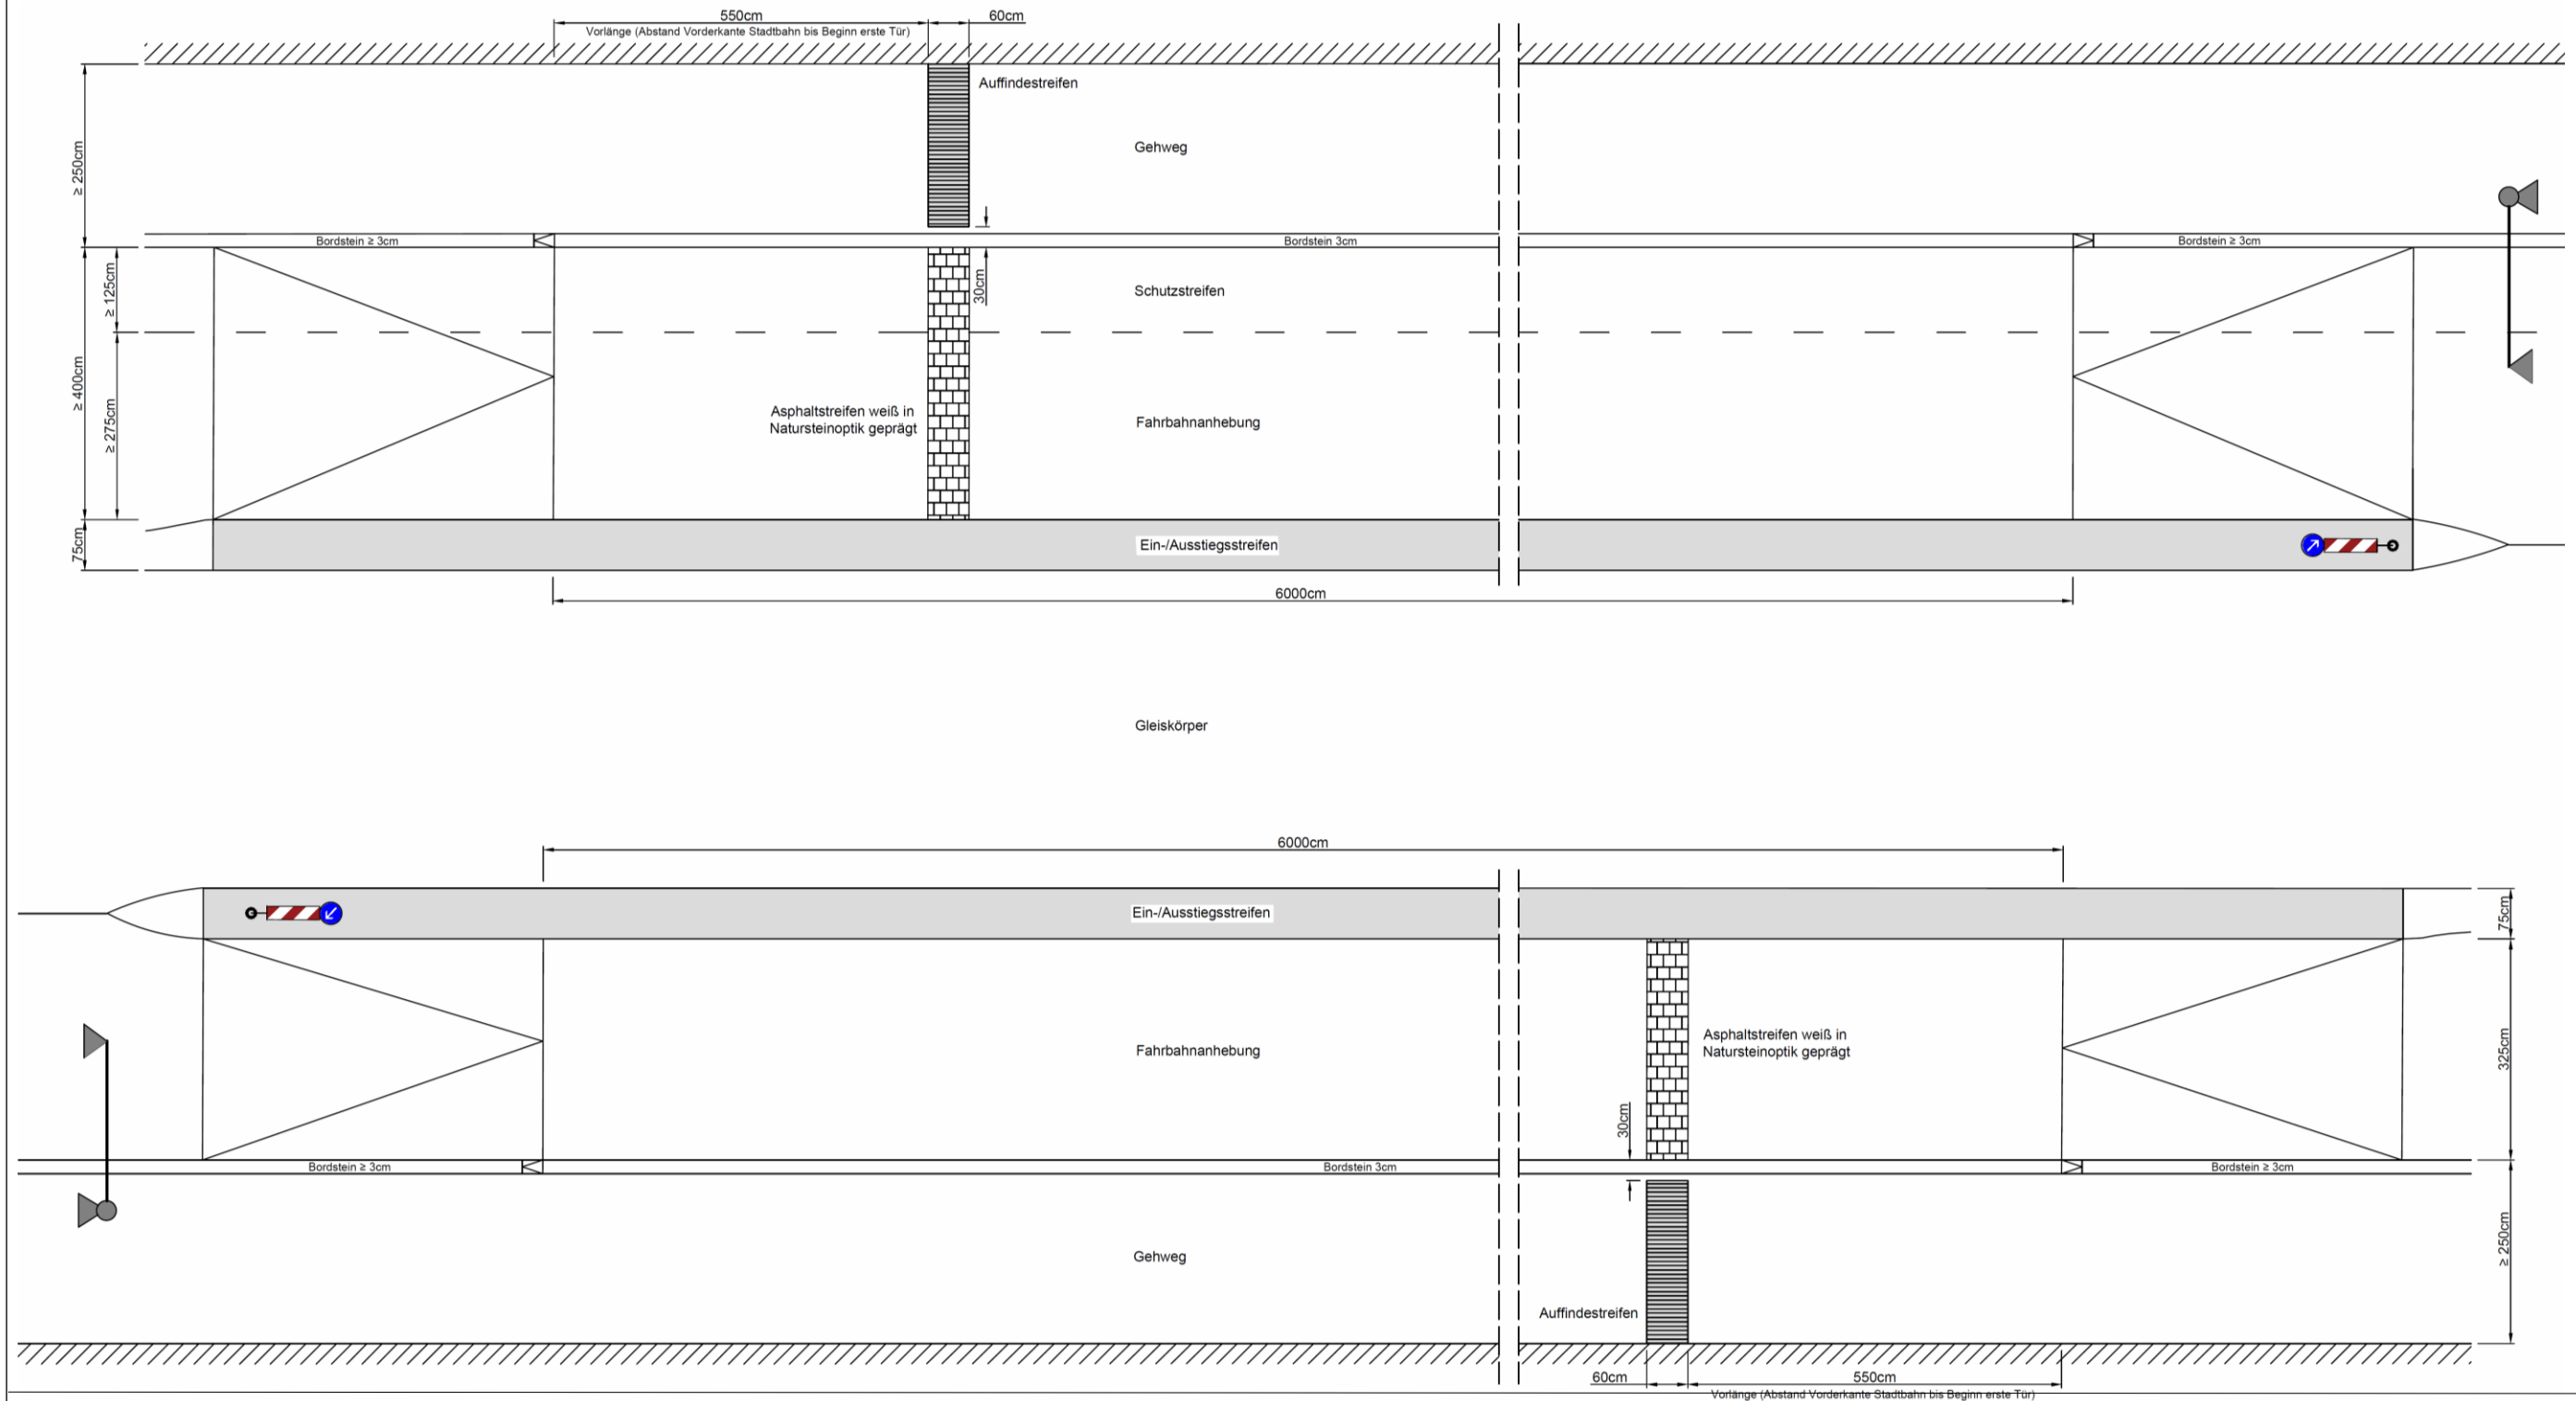 550cm
60cm
Vorlänge (Abstand Vorderkante Stadtbahn bis Beginn erste Tür)
Auffindestreifen
Gehweg
≥ 250cm
Bordstein ≥ 3cm
Bordstein 3cm
Bordstein ≥ 3cm
≥ 125cm
30cm
Schutzstreifen
≥ 400cm
≥ 275cm
Asphaltstreifen weiß in
Natursteinoptik geprägt
Fahrbahnanhebung
75cm
Ein-/Ausstiegsstreifen
6000cm
Gleiskörper
6000cm
Ein-/Ausstiegsstreifen
75cm
Fahrbahnanhebung
Asphaltstreifen weiß in
Natursteinoptik geprägt
325cm
30cm
Bordstein ≥ 3cm
Bordstein 3cm
Bordstein ≥ 3cm
Gehweg
≥ 250cm
Auffindestreifen
60cm
550cm
Vorlänge (Abstand Vorderkante Stadtbahn bis Beginn erste Tür)